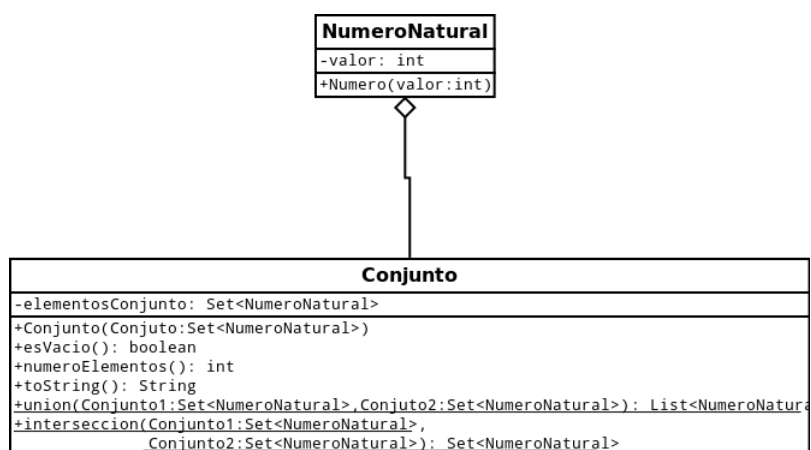 NumeroNatural
-valor: int
+Numero(valor:int)
Conjunto
-elementosConjunto: Set<NumeroNatural>
+Conjunto(Conjuto:Set<NumeroNatural>)
+esVacio(): boolean
+numeroElementos(): int
+toString(): String
+union(Conjunto1:Set<NumeroNatural>,Conjuto2:Set<NumeroNatural>): List<NumeroNatura
+interseccion(Conjunto1:Set<NumeroNatural>,
Conjunto2:Set<NumeroNatural>): Set<NumeroNatural>